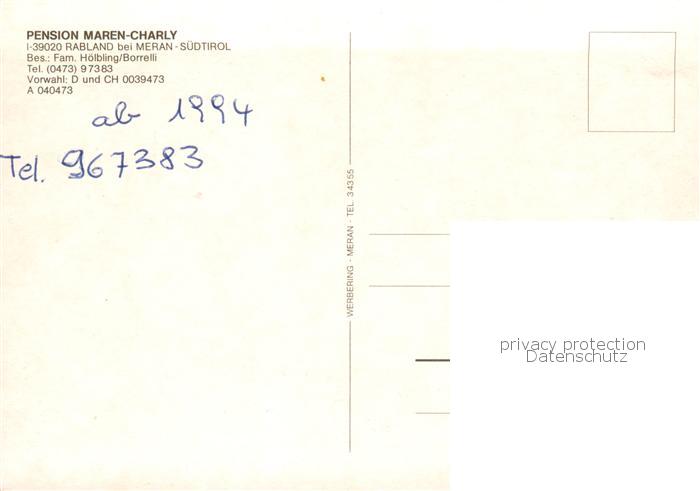 PENSION MAREN-CHARLY
I-39020 RABLAND bei MERAN - SÜDTIROL
Bes.: Fam. Hölbling/Borrelli
Tel. (0473) 97383
Vorwahl: D und CH 0039473
A 040473
ab 1994
Tel. 967383
WERBERING - MERAN - TEL. 34355
privacy protection
Datenschutz